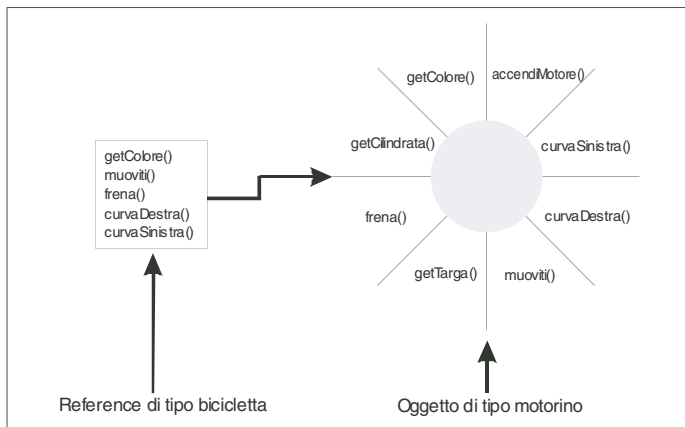 getColore()
accendiMotore()
getCilindrata()
curvaSinistra()
getColore()
muoviti()
frena()
curvaDestra()
curvaSinistra()
frena()
curvaDestra()
getTarga()
muoviti()
Reference di tipo bicicletta
Oggetto di tipo motorino